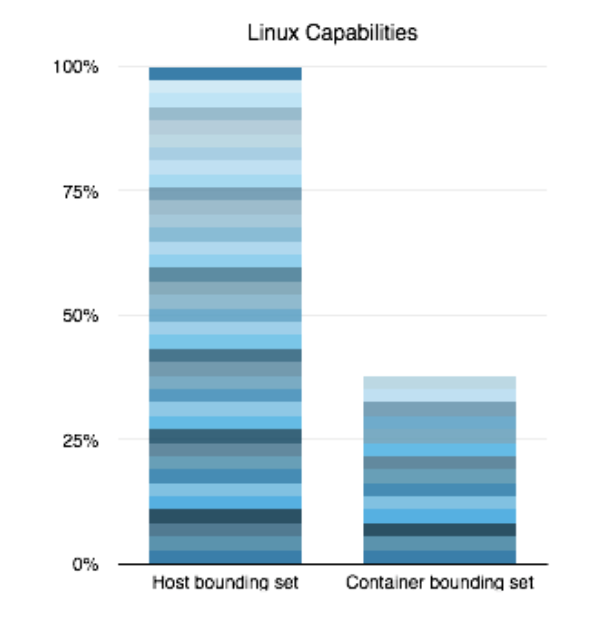 Linux Capabilities
100%
75%
50%
25%
0%
Host bounding set
Container bounding set